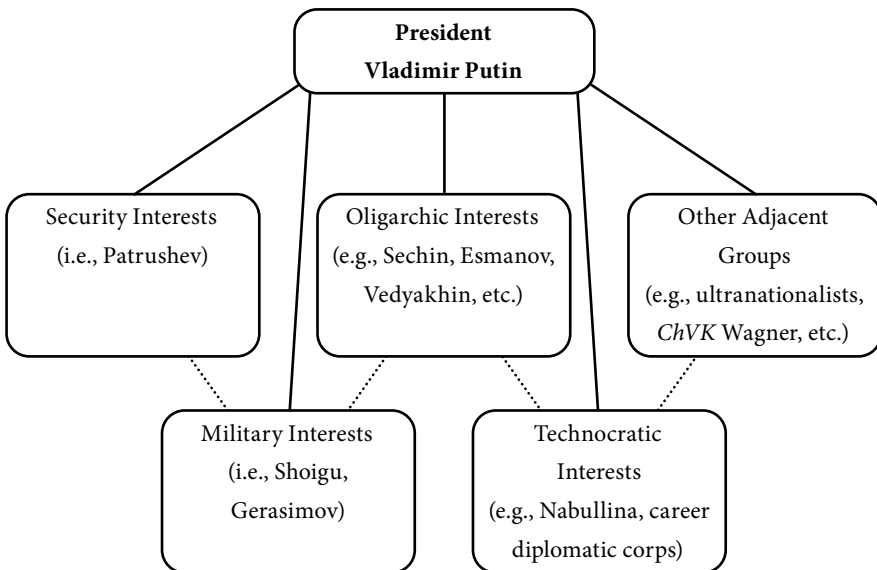 President
Vladimir Putin
Security Interests
(i.e., Patrushev)
Oligarchic Interests
(e.g., Sechin, Esmanov,
Vedyakhin, etc.)
Other Adjacent
Groups
(e.g., ultranationalists,
ChVK Wagner, etc.)
Military Interests
(i.e., Shoigu,
Gerasimov)
Technocratic
Interests
(e.g., Nabullina, career
diplomatic corps)